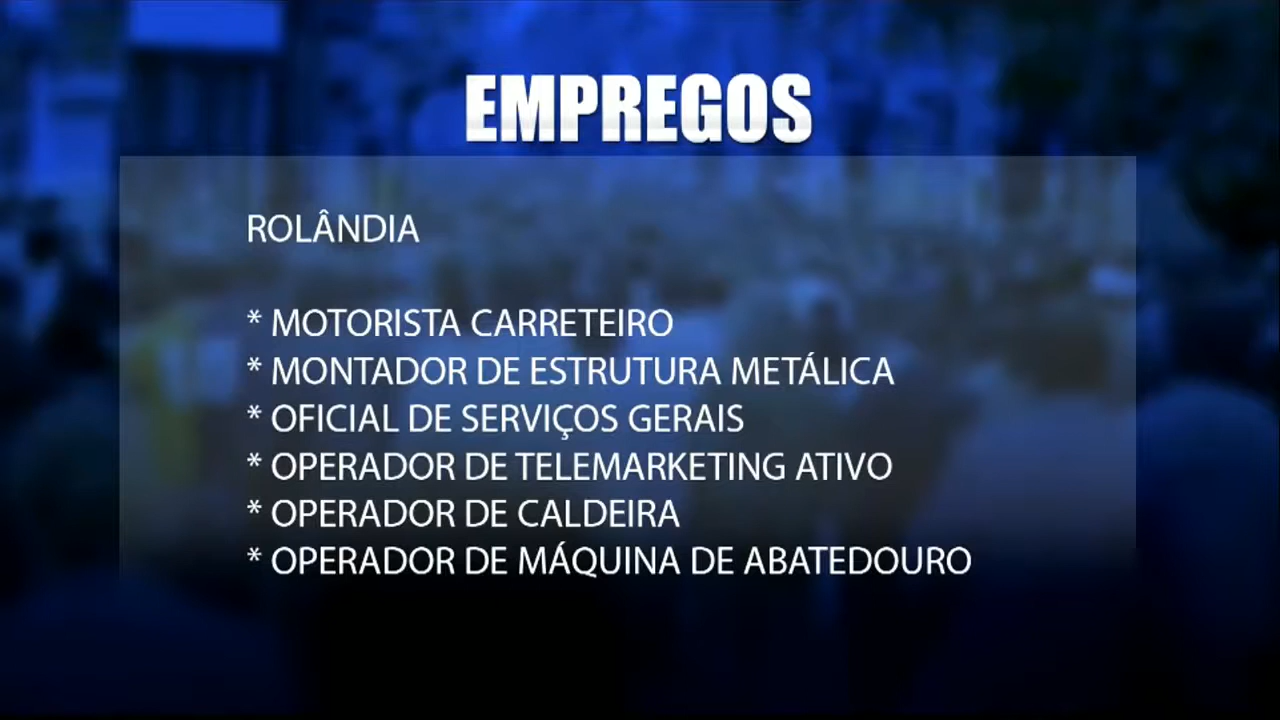 EMPREGOS
ROLÂNDIA
* MOTORISTA CARRETEIRO
* MONTADOR DE ESTRUTURA METÁLICA
* OFICIAL DE SERVIÇOS GERAIS
* OPERADOR DE TELEMARKETING ATIVO
* OPERADOR DE CALDEIRA
* OPERADOR DE MÁQUINA DE ABATEDOURO